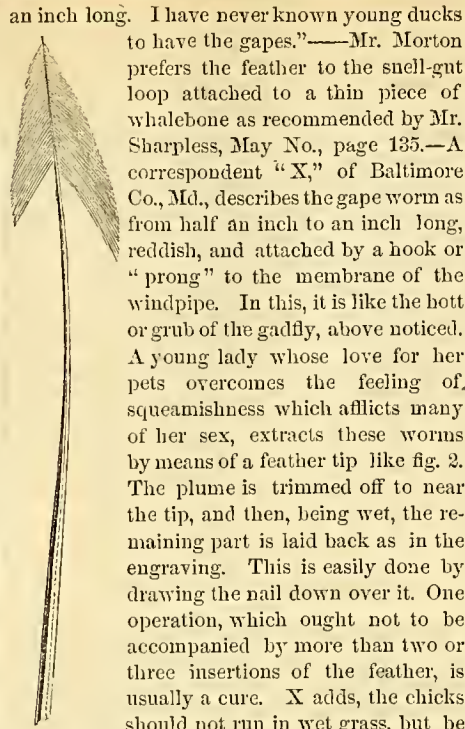 an inch long. I have never known young ducks
to have the gapes."——Mr. Morton
prefers the feather to the snell-gut
loop attached to a thin piece of
whalebone as recommended by Mr.
Sharpless, May No., page 135.—A
correspondent “X,” of Baltimore
Co., Md., describes the gape worm as
from half an inch to an inch long,
reddish, and attached by a hook or
“prong” to the membrane of the
windpipe. In this, it is like the bott
or grub of the gadfly, above noticed.
A young lady whose love for her
pets overcomes the feeling of
squeamishness which afflicts many
of her sex, extracts these worms
by means of a feather tip like fig. 2.
The plume is trimmed off to near
the tip, and then, being wet, the re-
maining part is laid back as in the
engraving. This is easily done by
drawing the nail down over it. One
operation, which ought not to be
accompanied by more than two or
three insertions of the feather, is
usually a cure. X adds, the chicks
should not run in wet grass, but be